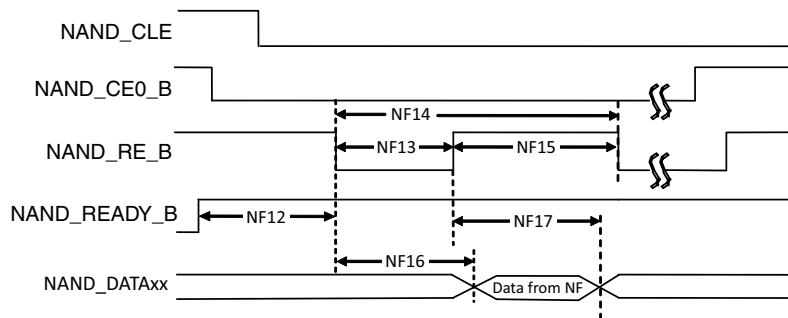 NAND_CLE
NAND_CE0_B
NF14
NAND_RE_B
NF13
NF15
NAND_READY_B
NF12
NF17
NF16
NAND_DATAxx
Data from NF